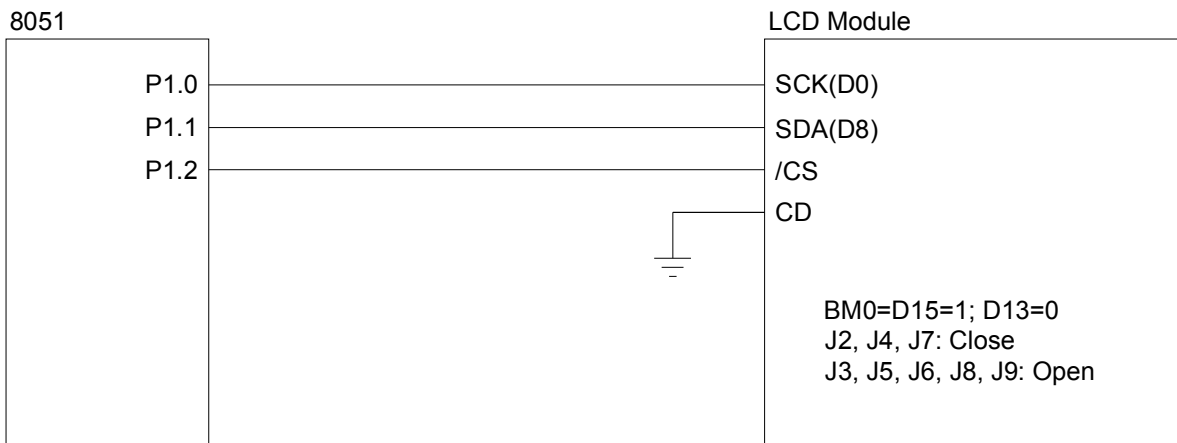 8051
LCD Module
P1.0
SCK(D0)
P1.1
SDA(D8)
P1.2
/CS
CD
BM0=D15=1; D13=0
J2, J4, J7: Close
J3, J5, J6, J8, J9: Open